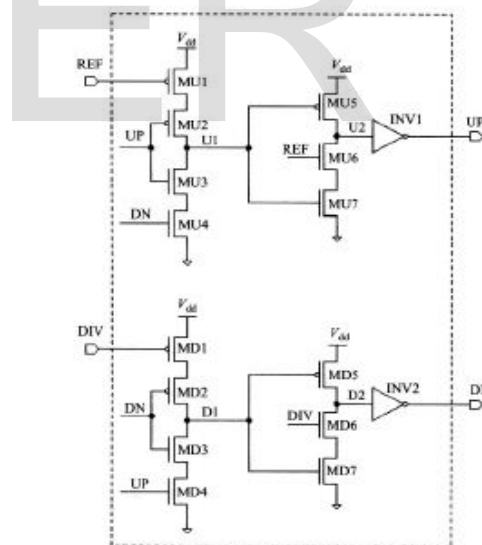 ER
Vdd
REF
MU1
Vdd
MU2
MU5
INV1
UP
UP
U1
U2
REF
MU6
MU3
DN
MU4
MU7
Vdd
DIV
MD1
Vdd
MD2
MD5
INV2
DN
D1
D2
DIV
MD6
MD3
UP
MD4
MD7